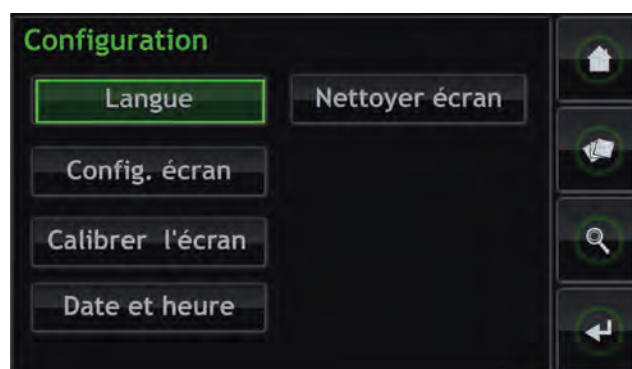 Configuration
Langue
Nettoyer écran
Config. écran
Calibrer l'écran
Date et heure